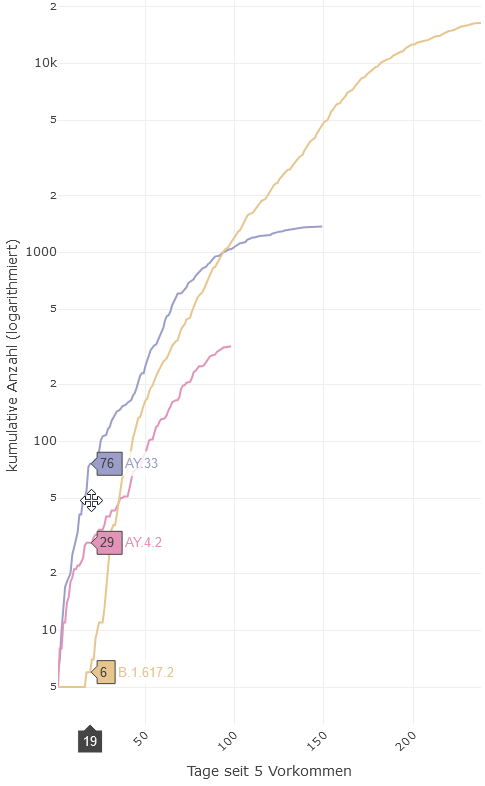 2
10k
5
2
1000
5
2
100
5
2
10
5
76 AY.33
29 AY.4.2
6 B.1.617.2
19
50
100
150
200
Tage seit 5 Vorkommen
kumulative Anzahl (logarithmiert)